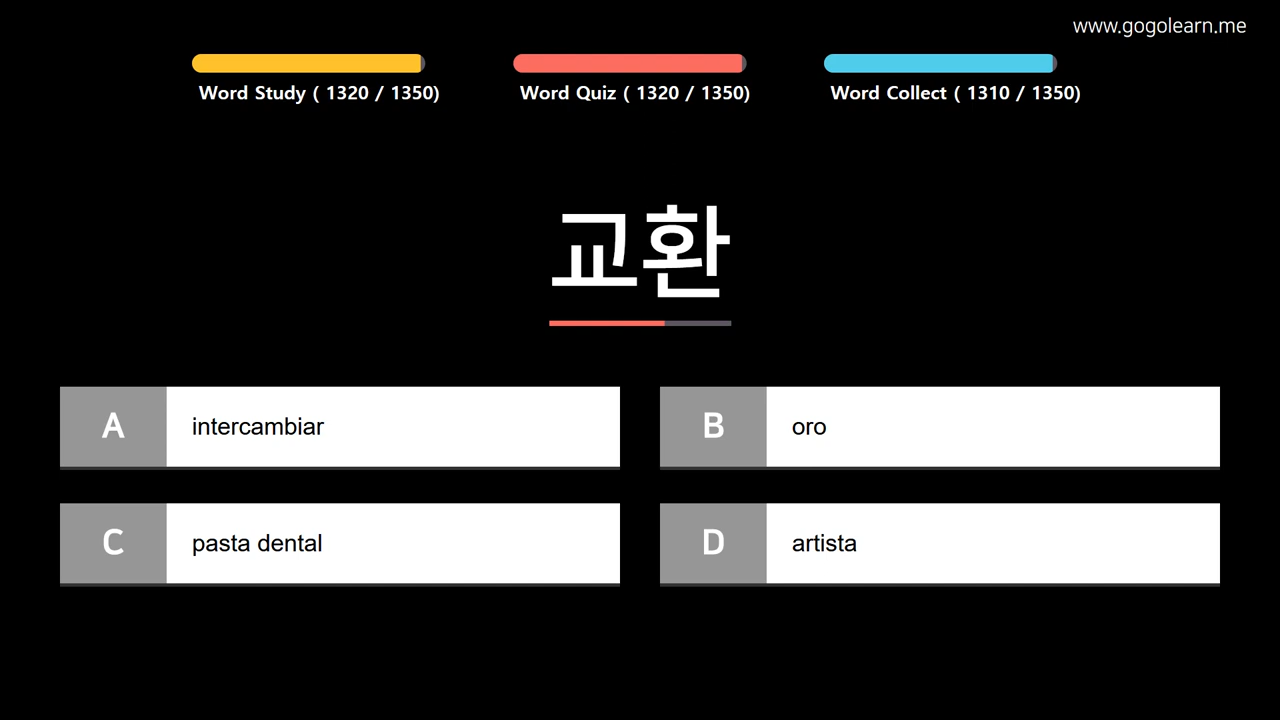 www.gogolearn.me
Word Study ( 1320 / 1350)
Word Quiz ( 1320 / 1350)
Word Collect ( 1310 / 1350)
교환
A intercambiar
B oro
C pasta dental
D artista